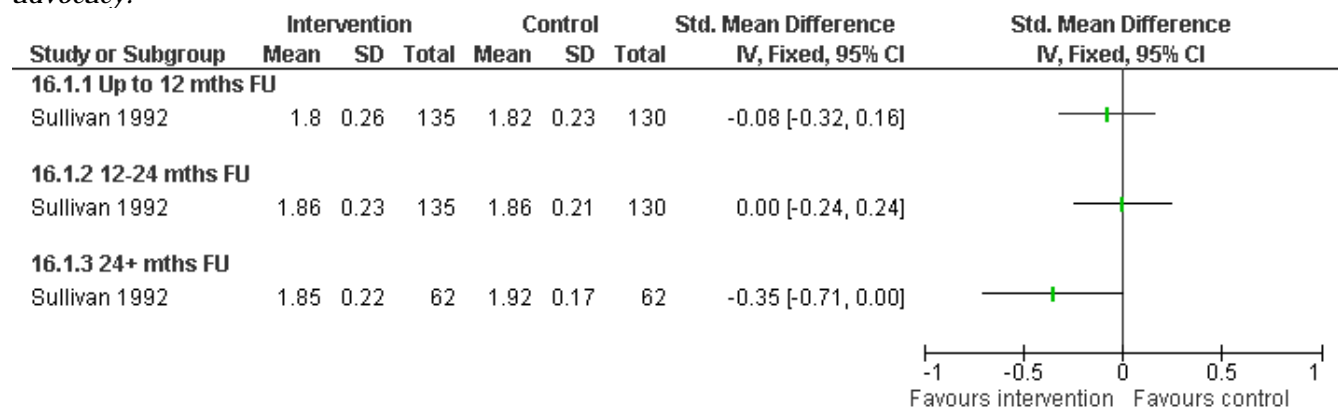 advocacy.
Intervention Control Std. Mean Difference Std. Mean Difference
Study or Subgroup Mean SD Total Mean SD Total IV, Fixed, 95% CI IV, Fixed, 95% CI
16.1.1 Up to 12 mths FU
Sullivan 1992 1.8 0.26 135 1.82 0.23 130 -0.08 [-0.32, 0.16]
16.1.2 12-24 mths FU
Sullivan 1992 1.86 0.23 135 1.86 0.21 130 0.00 [-0.24, 0.24]
16.1.3 24+ mths FU
Sullivan 1992 1.85 0.22 62 1.92 0.17 62 -0.35 [-0.71, 0.00]
-1 -0.5 0 0.5 1
Favours intervention Favours control